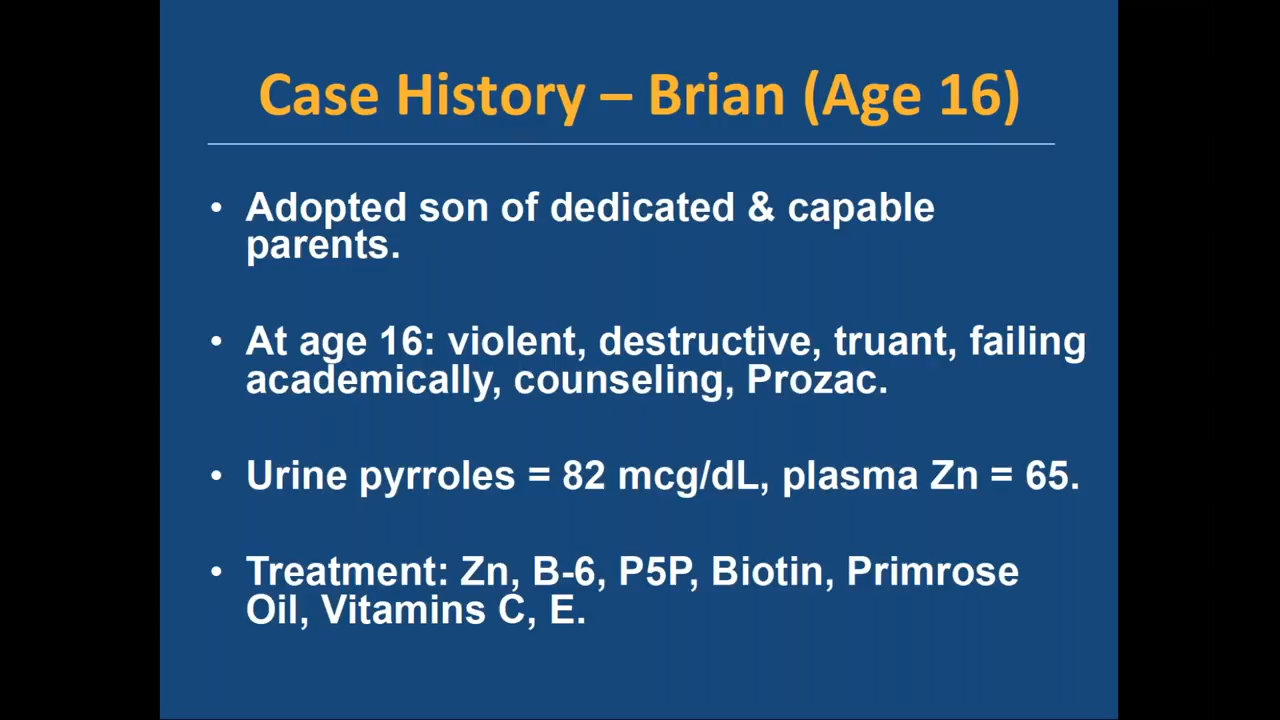 Case History – Brian (Age 16)
• Adopted son of dedicated & capable
parents.
• At age 16: violent, destructive, truant, failing
academically, counseling, Prozac.
• Urine pyrroles = 82 mcg/dL, plasma Zn = 65.
• Treatment: Zn, B-6, P5P, Biotin, Primrose
Oil, Vitamins C, E.